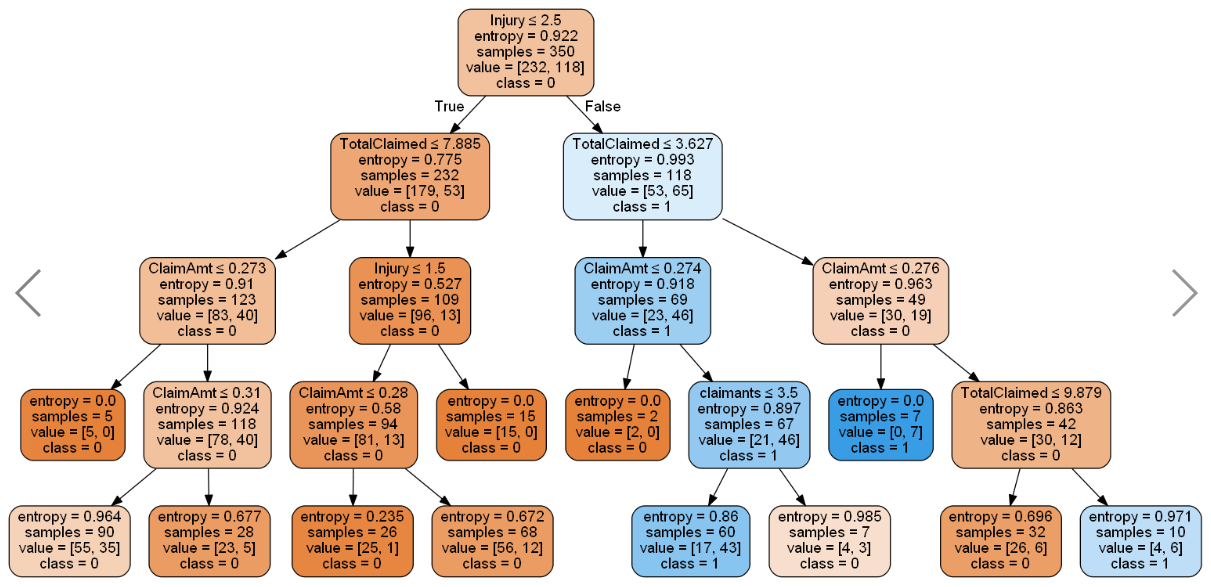 Injury ≤ 2.5
entropy = 0.922
samples = 350
value = [232, 118]
class = 0
True
False
TotalClaimed ≤ 7.885
entropy = 0.775
samples = 232
value = [179, 53]
class = 0
TotalClaimed ≤ 3.627
entropy = 0.993
samples = 118
value = [53, 65]
class = 1
ClaimAmt ≤ 0.273
entropy = 0.91
samples = 123
value = [83, 40]
class = 0
Injury ≤ 1.5
entropy = 0.527
samples = 109
value = [96, 13]
class = 0
ClaimAmt ≤ 0.274
entropy = 0.918
samples = 69
value = [23, 46]
class = 1
ClaimAmt ≤ 0.276
entropy = 0.963
samples = 49
value = [30, 19]
class = 0
entropy = 0.0
samples = 5
value = [5, 0]
class = 0
ClaimAmt ≤ 0.31
entropy = 0.924
samples = 118
value = [78, 40]
class = 0
ClaimAmt ≤ 0.28
entropy = 0.58
samples = 94
value = [81, 13]
class = 0
entropy = 0.0
samples = 15
value = [15, 0]
class = 0
entropy = 0.0
samples = 2
value = [2, 0]
class = 0
claimants ≤ 3.5
entropy = 0.897
samples = 67
value = [21, 46]
class = 1
entropy = 0.0
samples = 7
value = [0, 7]
class = 1
TotalClaimed ≤ 9.879
entropy = 0.863
samples = 42
value = [30, 12]
class = 0
entropy = 0.964
samples = 90
value = [55, 35]
class = 0
entropy = 0.677
samples = 28
value = [23, 5]
class = 0
entropy = 0.235
samples = 26
value = [25, 1]
class = 0
entropy = 0.672
samples = 68
value = [56, 12]
class = 0
entropy = 0.86
samples = 60
value = [17, 43]
class = 1
entropy = 0.985
samples = 7
value = [4, 3]
class = 0
entropy = 0.696
samples = 32
value = [26, 6]
class = 0
entropy = 0.971
samples = 10
value = [4, 6]
class = 1